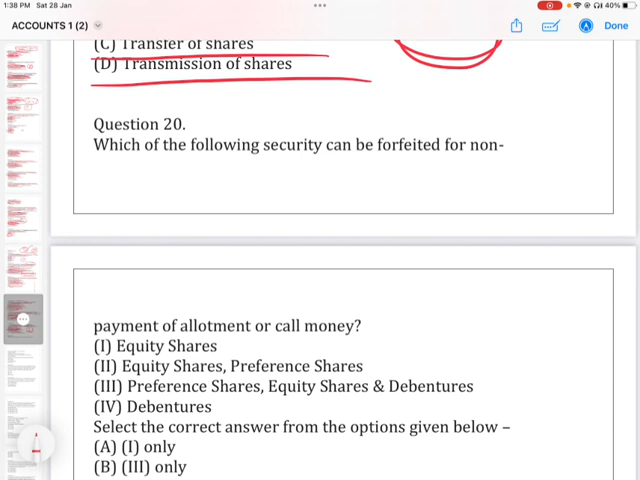 1:38 PM Sat 28 Jan
40%
ACCOUNTS 1 (2)
Done
(C) Transfer of shares
(D) Transmission of shares
Question 20.
Which of the following security can be forfeited for non-
payment of allotment or call money?
(I) Equity Shares
(II) Equity Shares, Preference Shares
(III) Preference Shares, Equity Shares & Debentures
(IV) Debentures
Select the correct answer from the options given below –
(A) (I) only
(B) (III) only